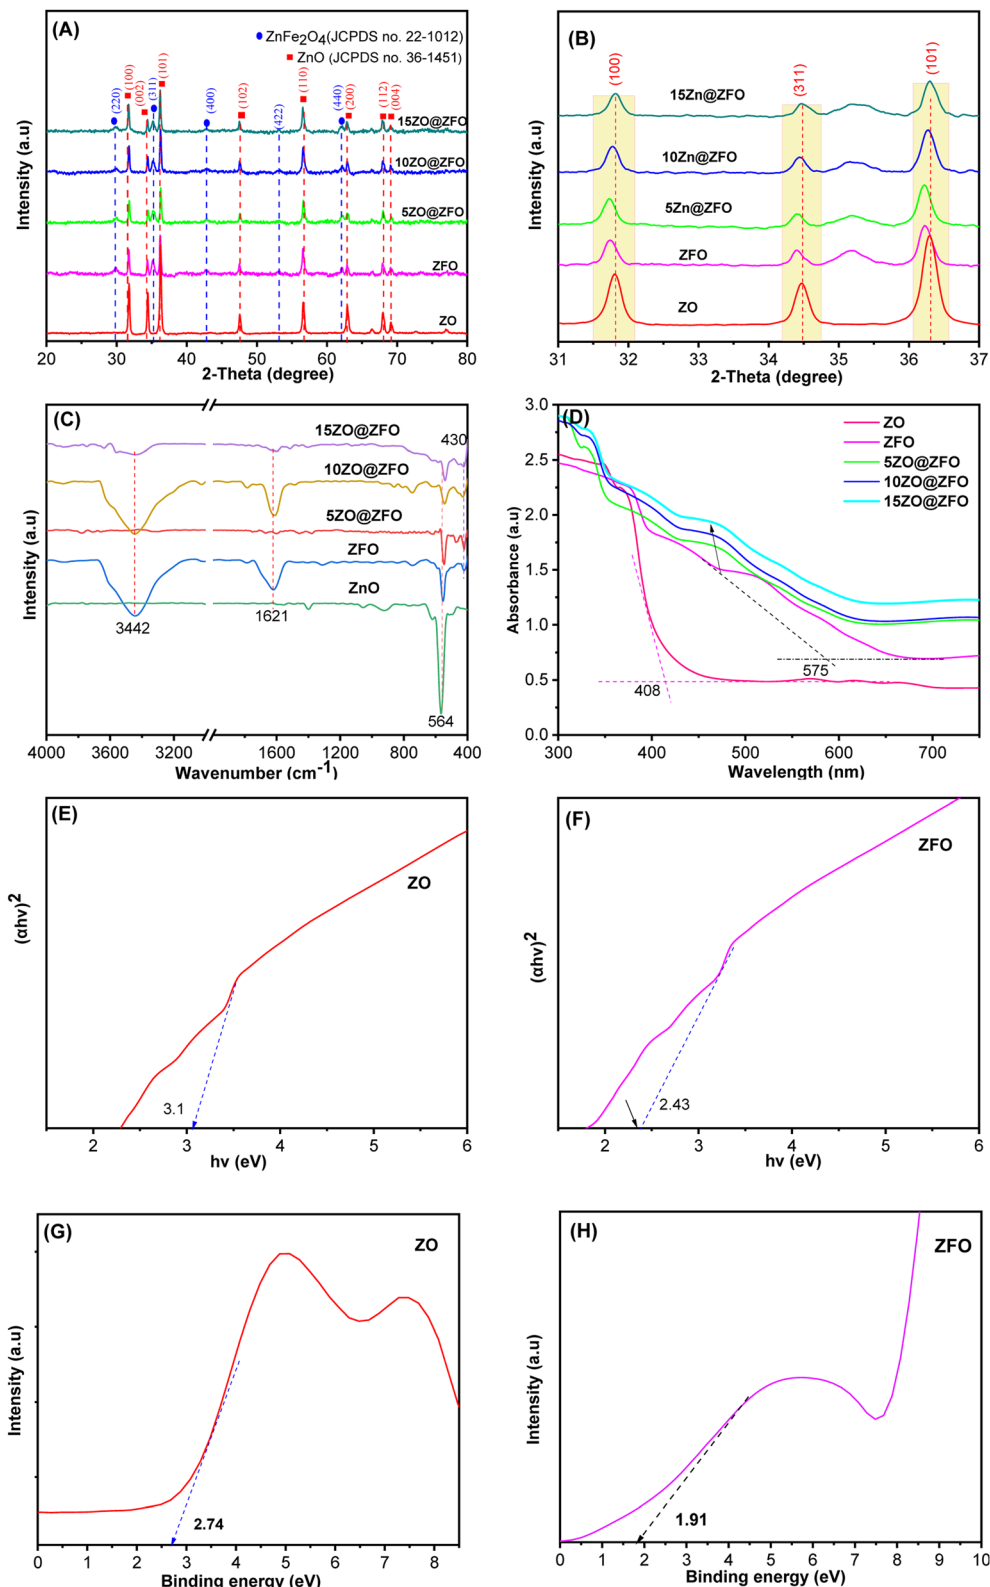 (A)
ZnFe2O4(JCPDS no. 22-1012)
ZnO (JCPDS no. 36-1451)
(220)
(100)
(002)
(311)
(101)
(400)
(102)
(422)
(110)
(440)
(200)
(112)
(004)
15ZO@ZFO
10ZO@ZFO
5ZO@ZFO
ZFO
ZO
Intensity (a.u)
20 30 40 50 60 70 80
2-Theta (degree)
(B)
(100)
(311)
(101)
15Zn@ZFO
10Zn@ZFO
5Zn@ZFO
ZFO
ZO
Intensity (a.u)
31 32 33 34 35 36 37
2-Theta (degree)
(C)
15ZO@ZFO
430
10ZO@ZFO
5ZO@ZFO
ZFO
ZnO
3442
1621
564
Intensity (a.u)
4000 3200 1600 1200 800 400
Wavenumber (cm-1)
(D)
ZO
ZFO
5ZO@ZFO
10ZO@ZFO
15ZO@ZFO
3.0
2.5
2.0
1.5
1.0
0.5
0.0
575
408
Absorbance (a.u)
300 400 500 600 700
Wavelength (nm)
(E)
ZO
(αhv)2
3.1
2 3 4 5 6
hv (eV)
(F)
ZFO
(αhv)2
2.43
2 3 4 5 6
hv (eV)
(G)
ZO
Intensity (a.u)
2.74
0 1 2 3 4 5 6 7 8
Binding energy (eV)
(H)
ZFO
Intensity (a.u)
1.91
0 1 2 3 4 5 6 7 8 9 10
Binding energy (eV)